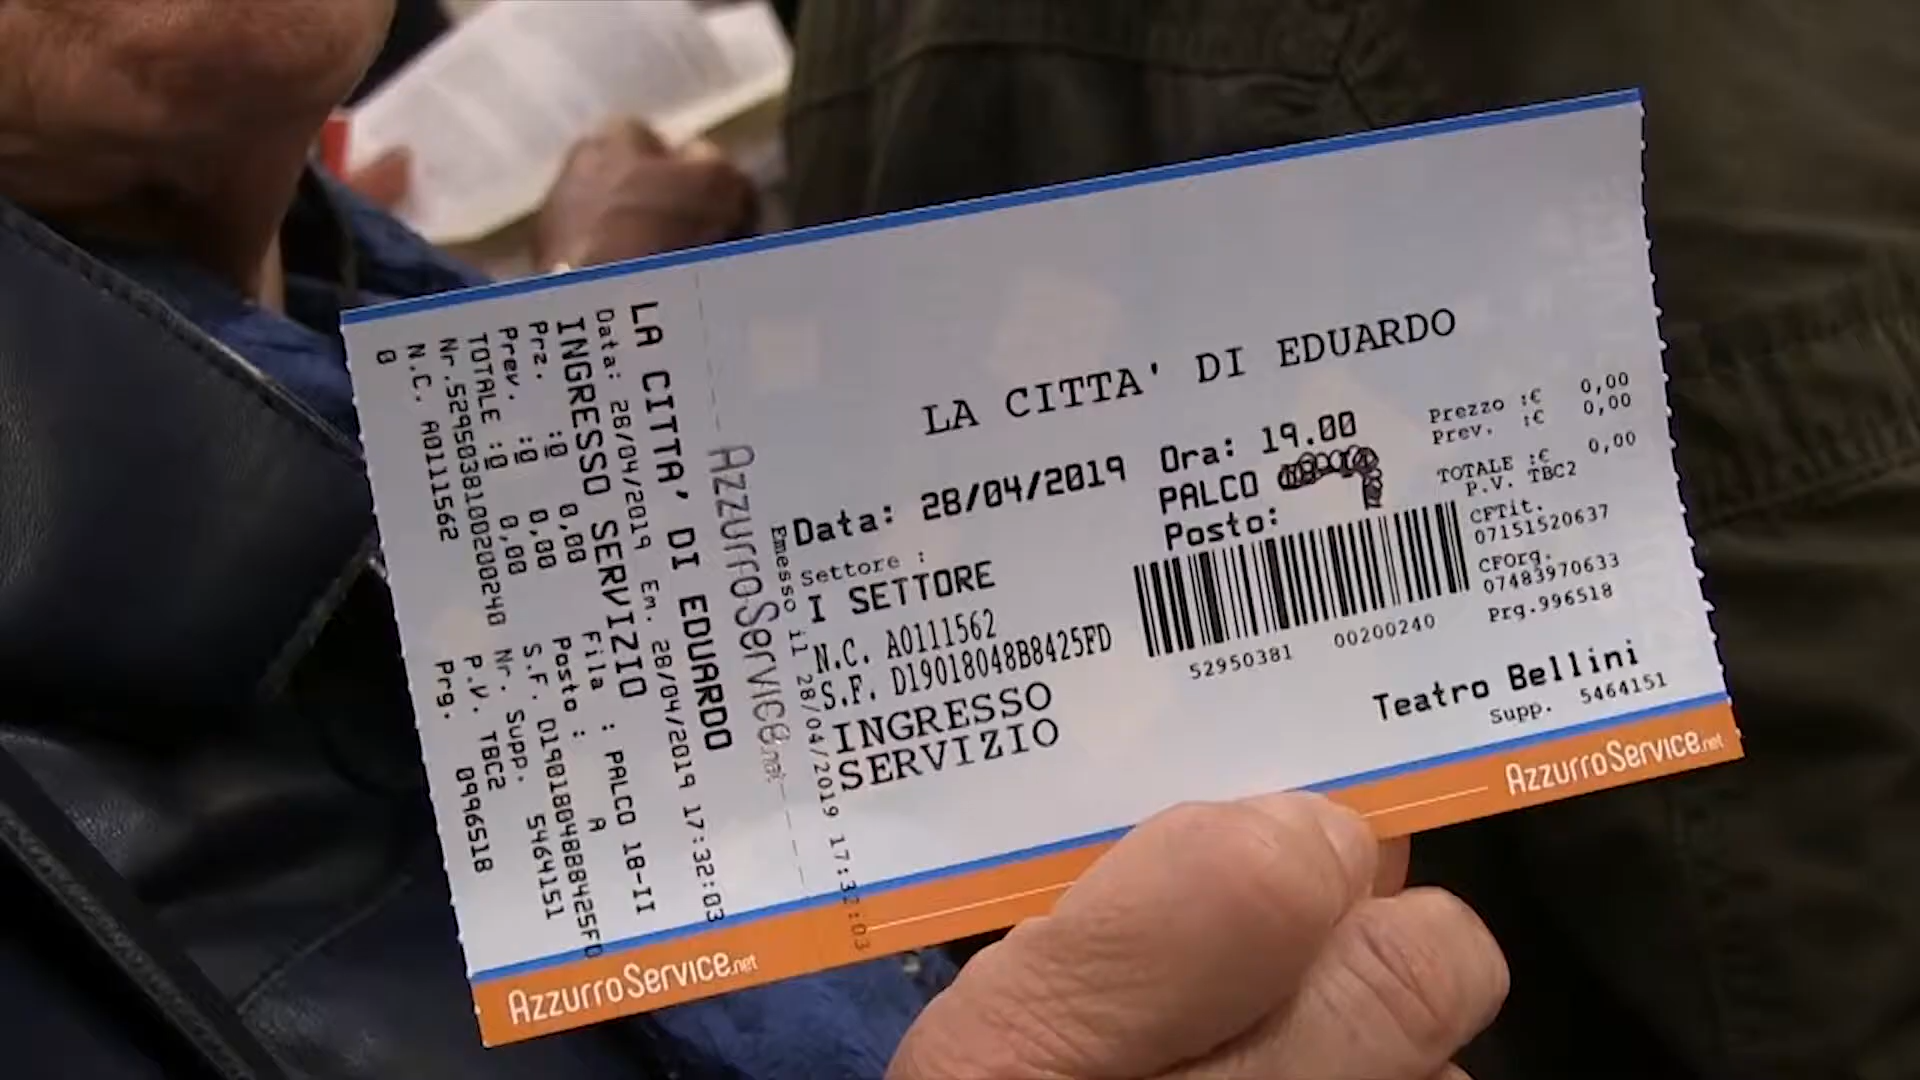 LA CITTA' DI EDUARDO
Data: 28/04/2019
Ora: 19.00
PALCO
Posto:
Settore :
I SETTORE
N.C. A0111562
S.F. D19018048B8425FD
INGRESSO
SERVIZIO
52950381 00200240
Prezzo :€ 0,00
Prev. :€ 0,00
TOTALE :€ 0,00
P.V. TBC2
CFTit.
07151520637
CFOrg.
07483970633
Prg.996518
Teatro Bellini
Supp. 5464151
AzzurroService.net
Emesso il 28/04/2019 17:32:03
AzzurroService.net
LA CITTA' DI EDUARDO
Data: 28/04/2019 Em. 28/04/2019 17:32:03
INGRESSO SERVIZIO
Prz. :0 0,00 Fila : PALCO 18-II
Prev. :0 0,00 Posto : A
TOTALE :0 0,00 S.F. D19018048B8425FD
Nr.5295038100200240 Nr. Supp. 5464151
N.C. A0111562 P.V. TBC2
0 Prg. 0996518
AzzurroService.net